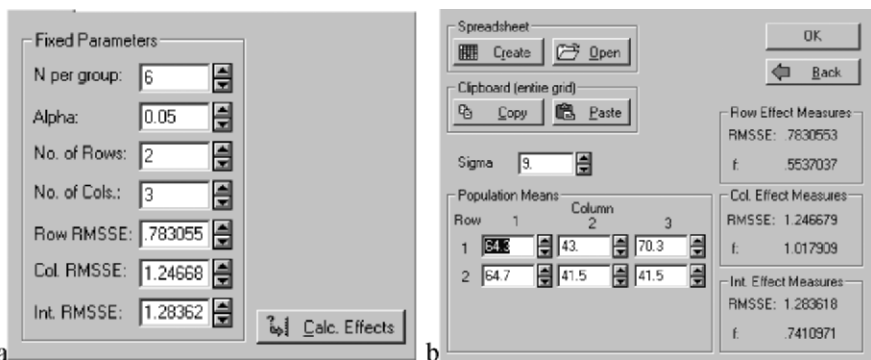 Fixed Parameters
N per group: 6
Alpha: 0.05
No. of Rows: 2
No. of Cols.: 3
Row RMSSE: .783055
Col. RMSSE: 1.24668
Int. RMSSE: 1.28362
Calc. Effects
a
Spreadsheet
Create Open
Clipboard (entire grid)
Copy Paste
Sigma 9.
Population Means
Column
Row 1 2 3
1 64.3 43. 70.3
2 64.7 41.5 41.5
OK
Back
Row Effect Measures
RMSSE: .7830553
f: .5537037
Col. Effect Measures
RMSSE: 1.246679
f: 1.017909
Int. Effect Measures
RMSSE: 1.283618
f: .7410971
b